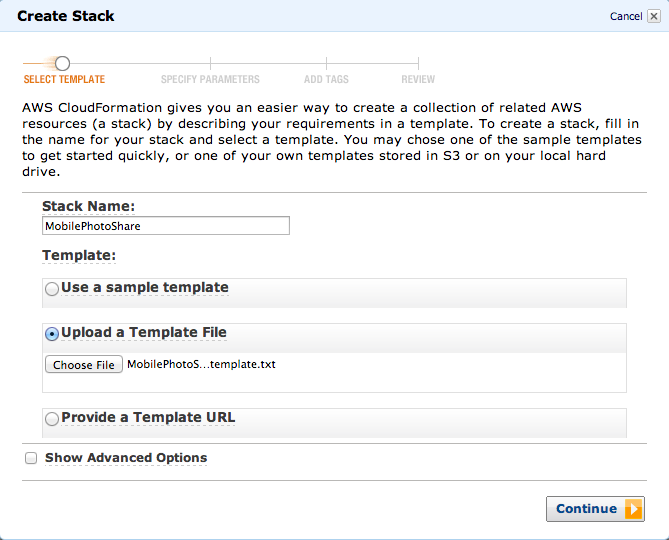 Create Stack
Cancel
SELECT TEMPLATE
SPECIFY PARAMETERS
ADD TAGS
REVIEW
AWS CloudFormation gives you an easier way to create a collection of related AWS
resources (a stack) by describing your requirements in a template. To create a stack, fill in
the name for your stack and select a template. You may chose one of the sample templates
to get started quickly, or one of your own templates stored in S3 or on your local hard
drive.
Stack Name:
MobilePhotoShare
Template:
Use a sample template
Upload a Template File
Choose File MobilePhotoS...template.txt
Provide a Template URL
Show Advanced Options
Continue